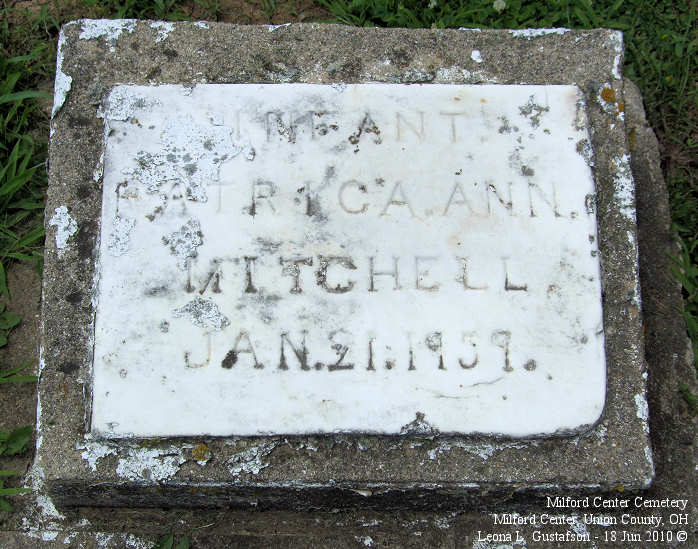 INFANT
PATRICA ANN.
MITCHELL
JAN. 21. 1959.
Milford Center Cemetery
Milford Center, Union County, OH
Leona L. Gustafson - 18 Jun 2010 ©